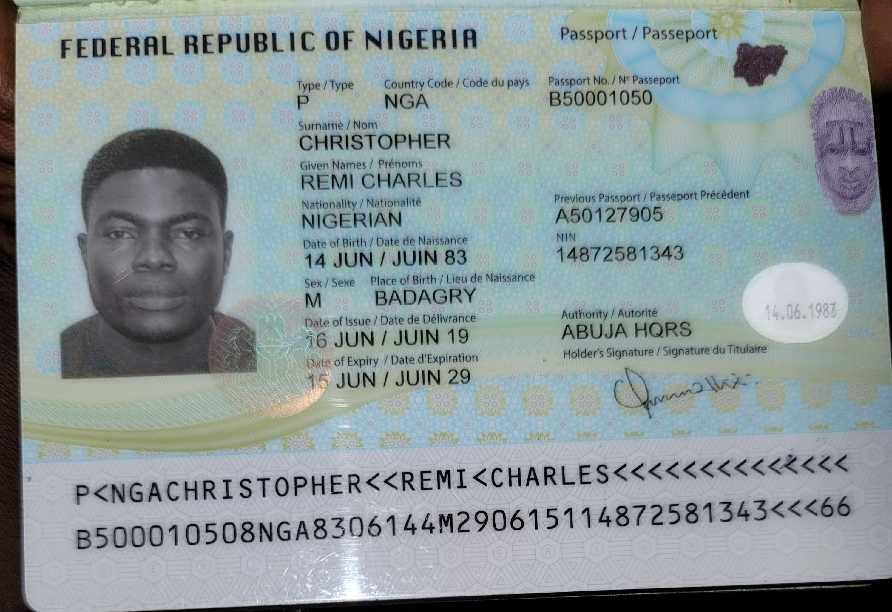 FEDERAL REPUBLIC OF NIGERIA
Passport / Passeport
Type / Type Country Code / Code du pays Passport No. / Nº Passeport
P NGA B50001050
Surname / Nom
CHRISTOPHER
Given Names / Prénoms
REMI CHARLES
Nationality / Nationalité Previous Passport / Passeport Précédent
NIGERIAN A50127905
Date of Birth / Date de Naissance NIN
14 JUN / JUIN 83 14872581343
Sex / Sexe Place of Birth / Lieu de Naissance
M BADAGRY
14.06.1983
Date of Issue / Date de Délivrance Authority / Autorité
16 JUN / JUIN 19 ABUJA HQRS
Date of Expiry / Date d'Expiration Holder's Signature / Signature du Titulaire
15 JUN / JUIN 29
P<NGACHRISTOPHER<<REMI<CHARLES<<<<<<<<<<<<<<
B500010508NGA8306144M290615114872581343<<<66